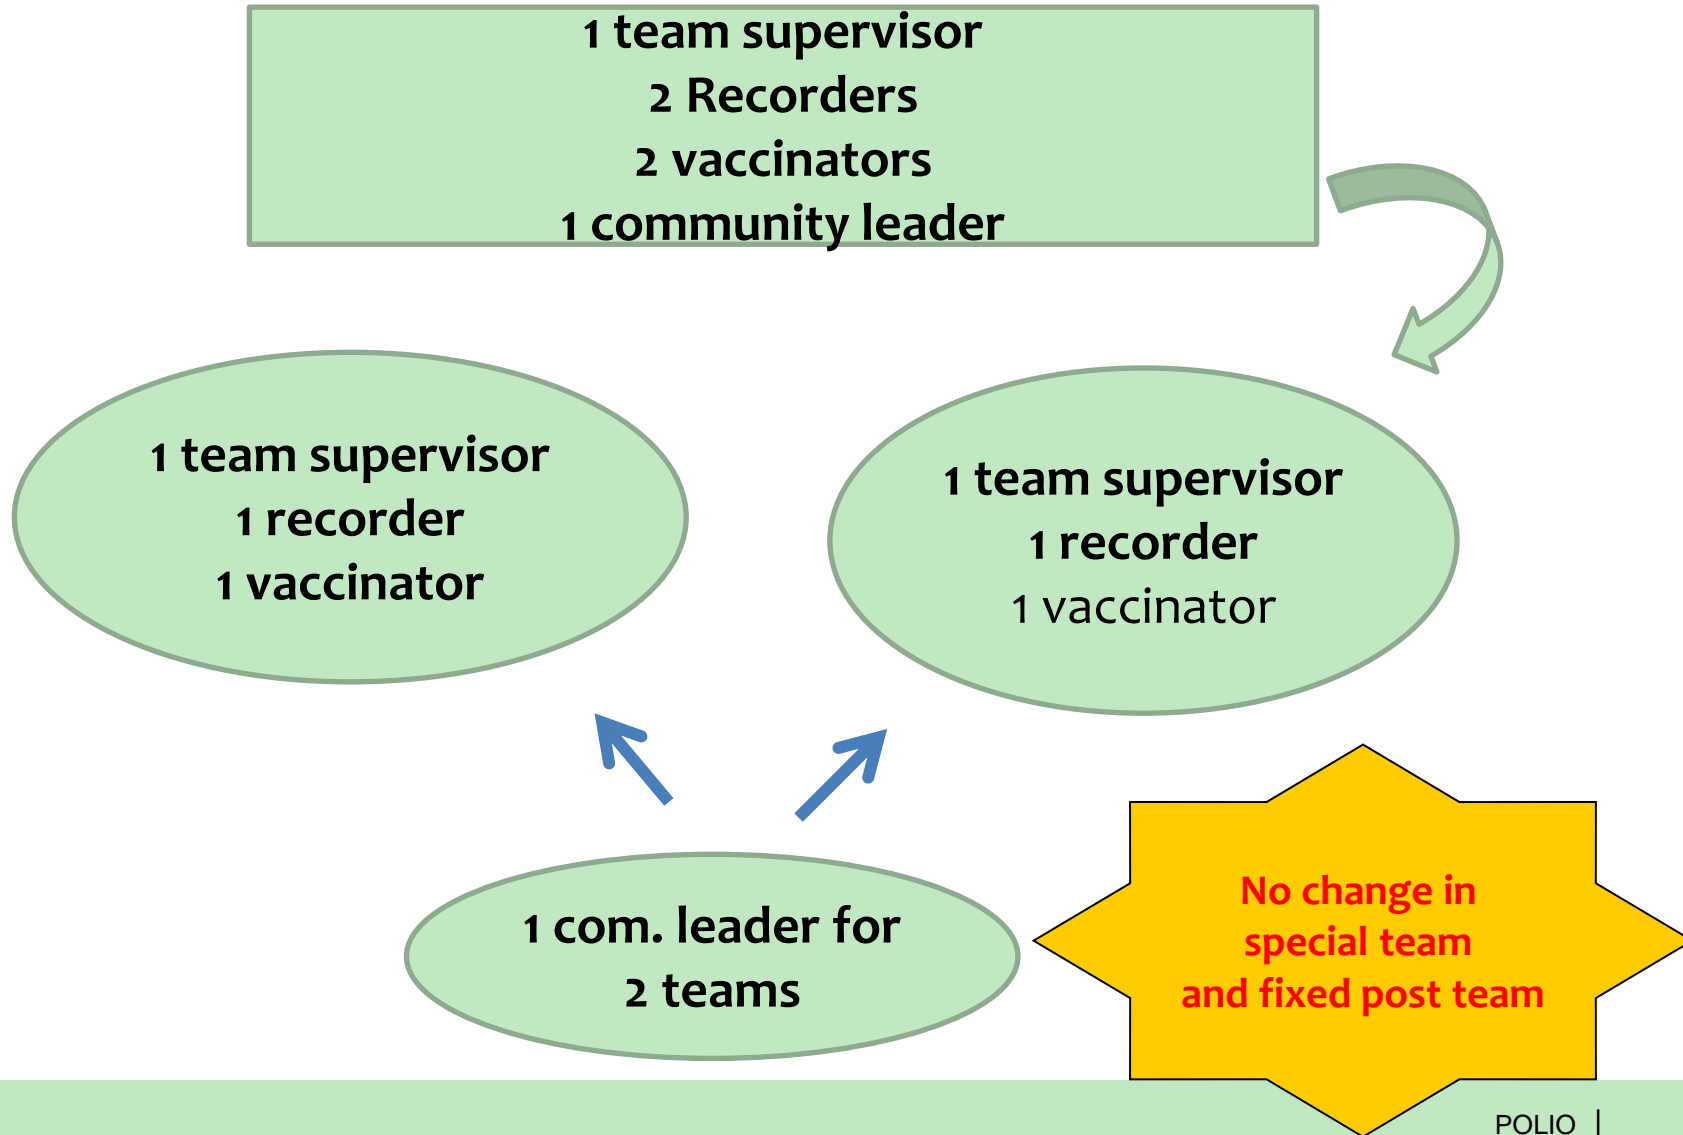 1 team supervisor
2 Recorders
2 vaccinators
1 community leader
1 team supervisor
1 recorder
1 vaccinator
1 team supervisor
1 recorder
1 vaccinator
1 com. leader for
2 teams
No change in
special team
and fixed post team
POLIO |